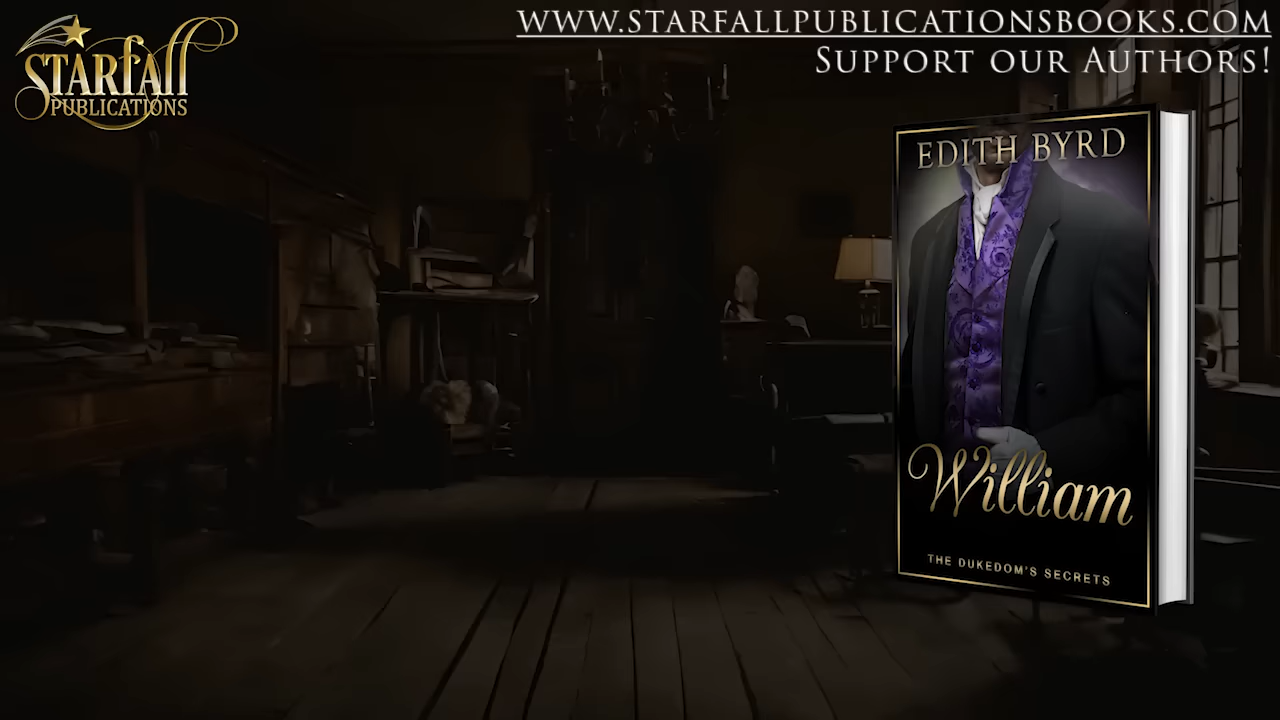 STARfall
PUBLICATIONS
WWW.STARFALLPUBLICATIONSBOOKS.COM
SUPPORT OUR AUTHORS!
EDITH BYRD
William
THE DUKEDOM'S SECRETS